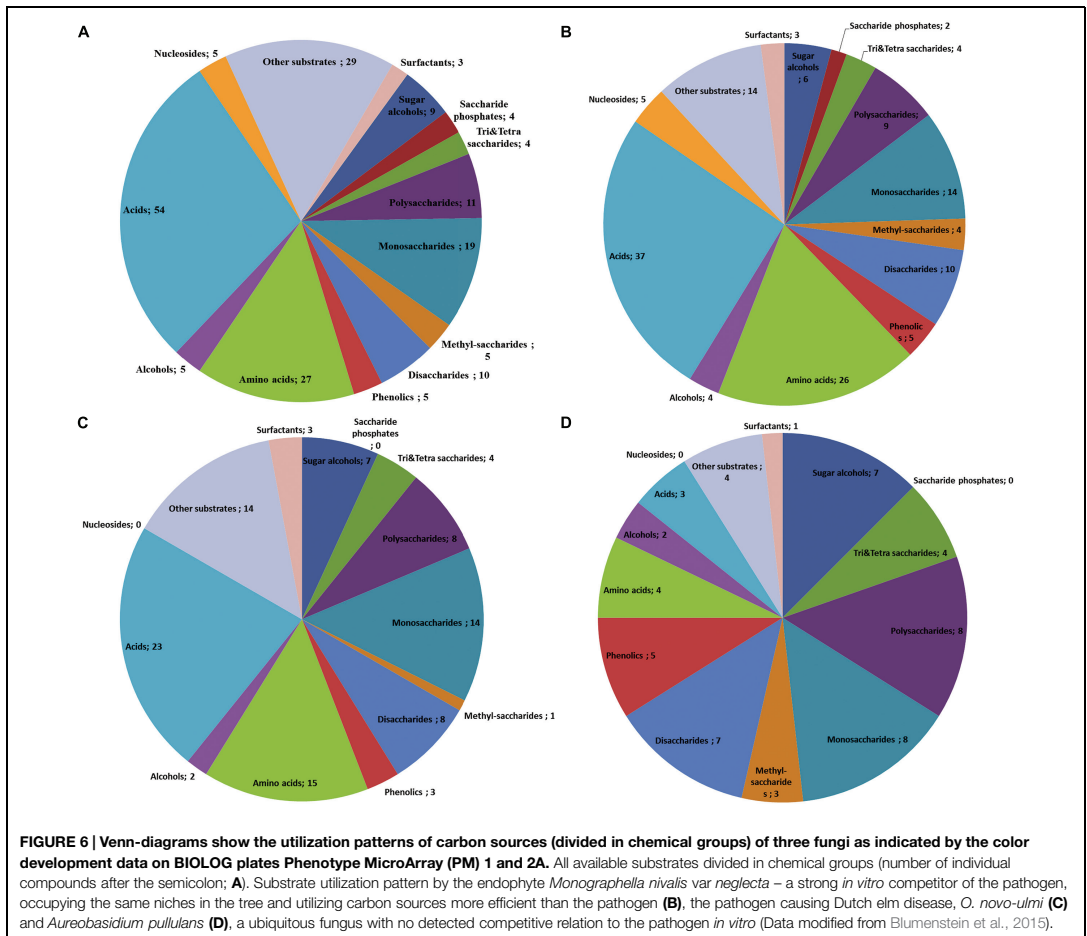 A
Nucleosides; 5
Other substrates ; 29
Surfactants; 3
Sugar
alcohols; 9
Saccharide
phosphates; 4
Tri&Tetra
saccharides; 4
Polysaccharides; 11
Monosaccharides ; 19
Methyl-saccharides ;
5
Disaccharides ; 10
Phenolics ; 5
Amino acids; 27
Alcohols; 5
Acids; 54
B
Surfactants; 3
Saccharide phosphates; 2
Sugar
alcohols
; 6
Tri&Tetra saccharides; 4
Polysaccharides;
9
Monosaccharides ; 14
Methyl-saccharides ; 4
Disaccharides ; 10
Phenolic
s ; 5
Amino acids; 26
Alcohols; 4
Acids; 37
Nucleosides; 5
Other substrates ; 14
C
Surfactants; 3
Saccharide
phosphates
; 0
Sugar alcohols; 7
Tri&Tetra saccharides; 4
Polysaccharides; 8
Monosaccharides ; 14
Methyl-saccharides ; 1
Disaccharides ; 8
Phenolics ; 3
Amino acids; 15
Alcohols; 2
Acids; 23
Nucleosides; 0
Other substrates ; 14
D
Surfactants; 1
Sugar alcohols; 7
Saccharide phosphates; 0
Tri&Tetra saccharides; 4
Polysaccharides; 8
Monosaccharides ; 8
Methyl-
saccharide
s ; 3
Disaccharides ; 7
Phenolics ; 5
Amino acids; 4
Alcohols; 2
Acids; 3
Nucleosides; 0
Other substrates ;
4
FIGURE 6 | Venn-diagrams show the utilization patterns of carbon sources (divided in chemical groups) of three fungi as indicated by the color
development data on BIOLOG plates Phenotype MicroArray (PM) 1 and 2A. All available substrates divided in chemical groups (number of individual
compounds after the semicolon; A). Substrate utilization pattern by the endophyte Monographella nivalis var neglecta – a strong in vitro competitor of the pathogen,
occupying the same niches in the tree and utilizing carbon sources more efficient than the pathogen (B), the pathogen causing Dutch elm disease, O. novo-ulmi (C)
and Aureobasidium pullulans (D), a ubiquitous fungus with no detected competitive relation to the pathogen in vitro (Data modified from Blumenstein et al., 2015).